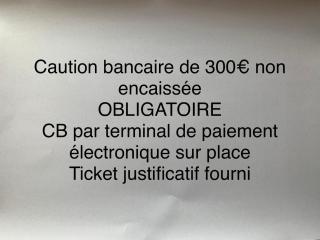 Caution bancaire de 300€ non
encaissée
OBLIGATOIRE
CB par terminal de paiement
électronique sur place
Ticket justificatif fourni